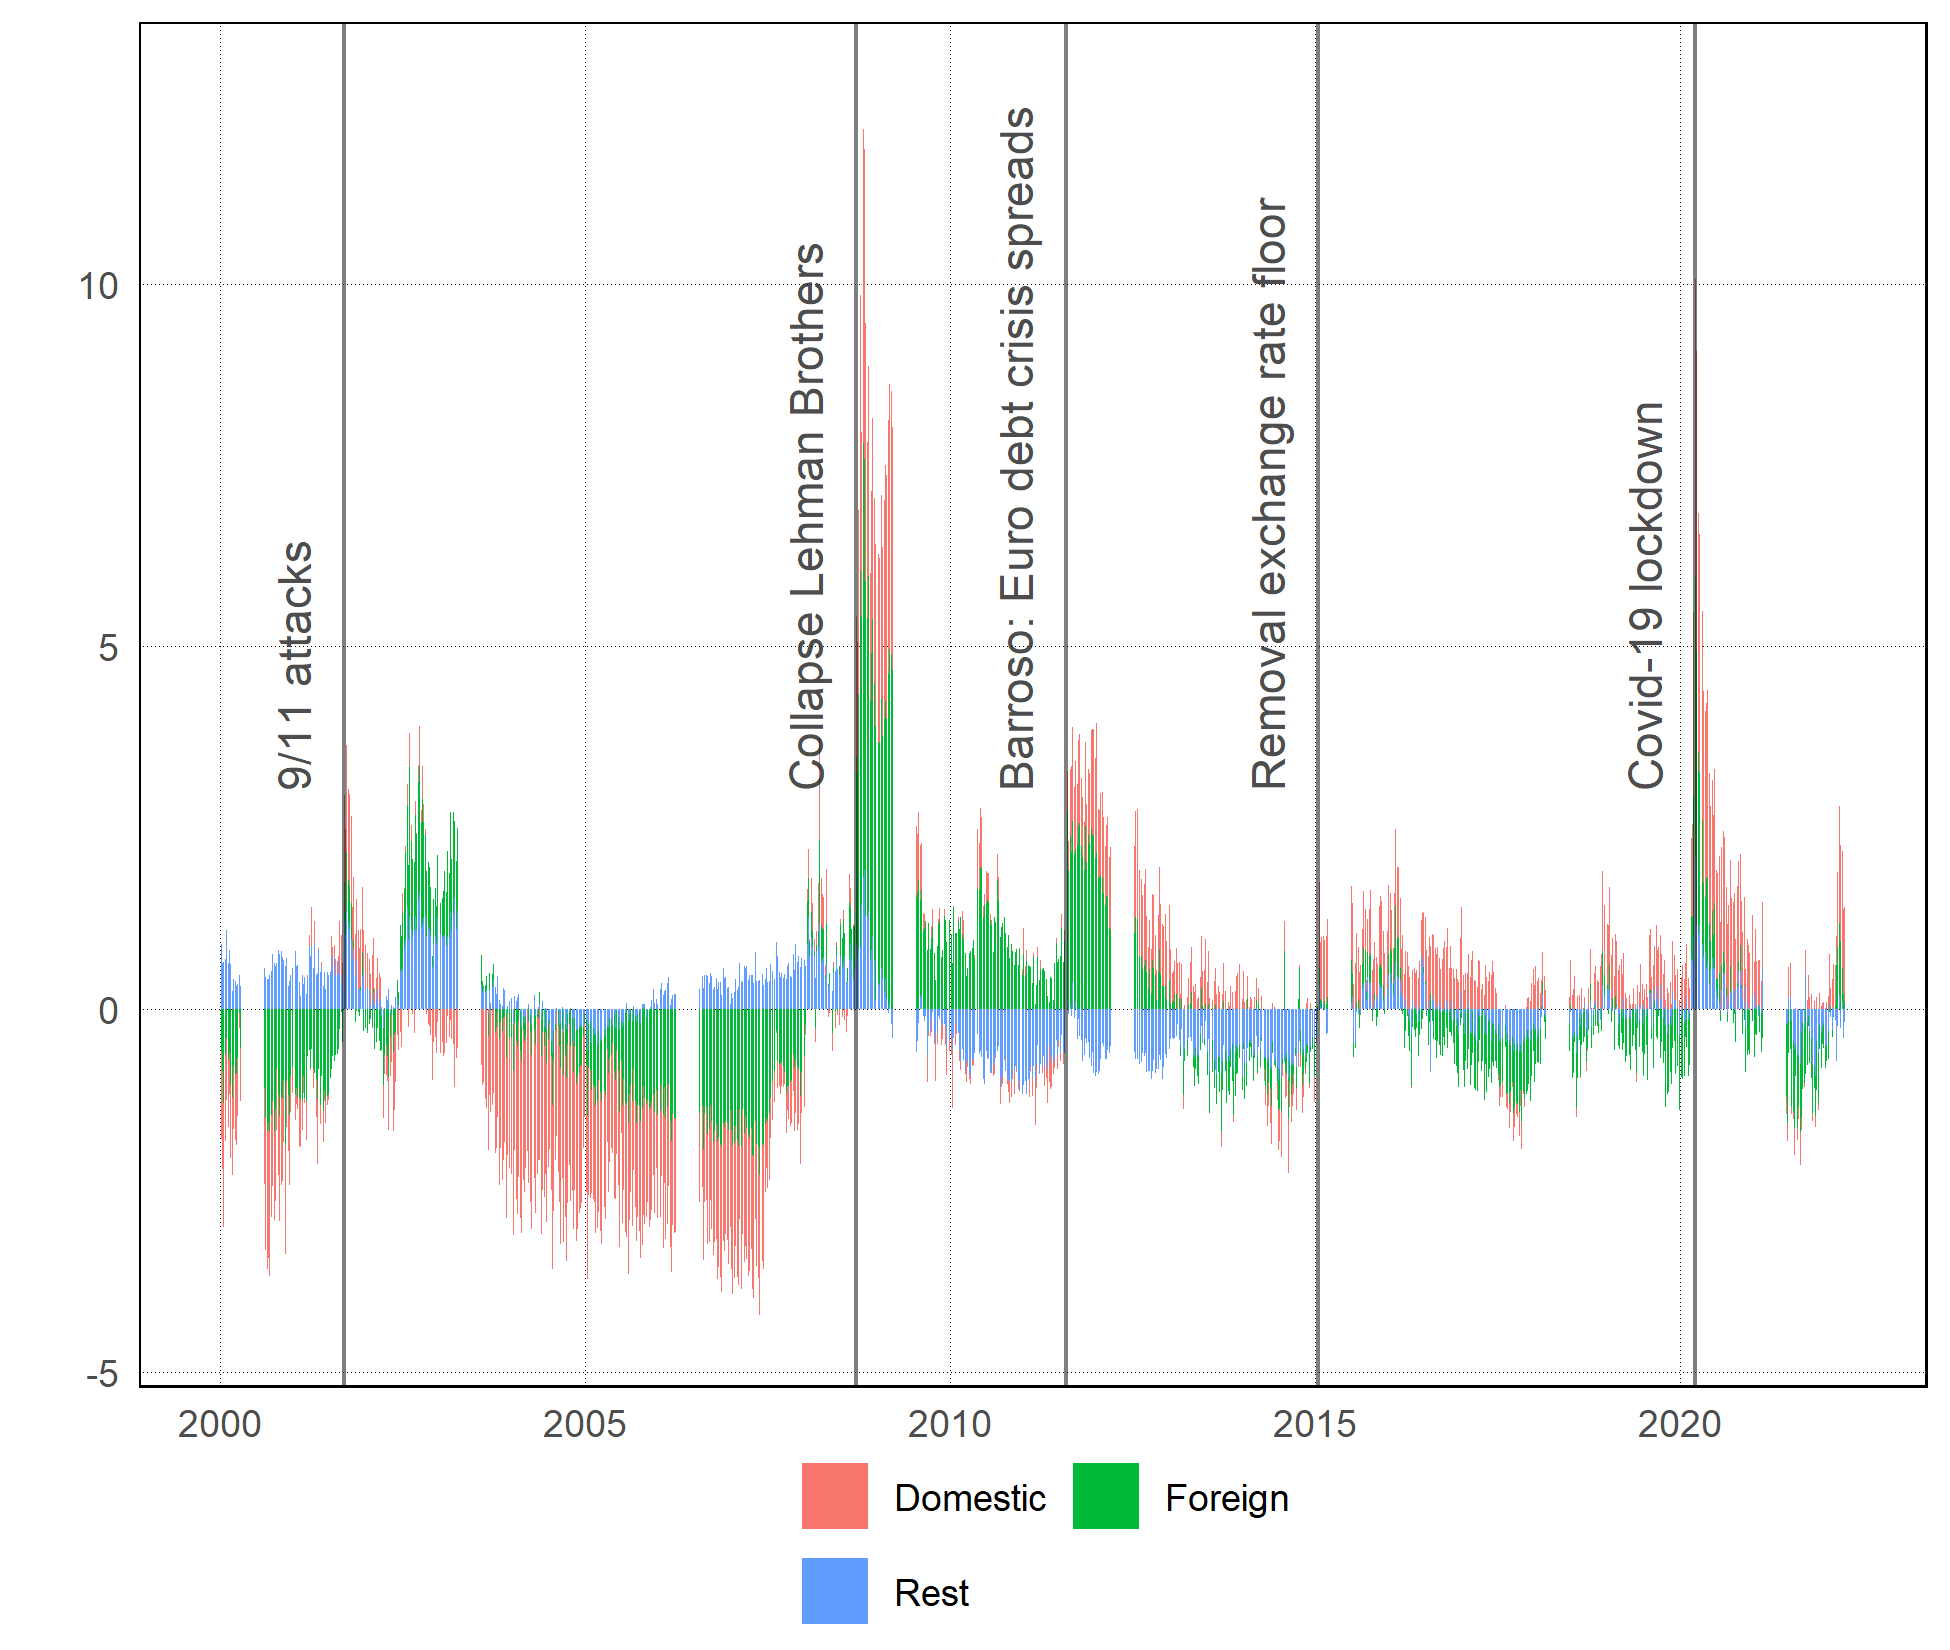 10
5
0
-5
9/11 attacks
Collapse Lehman Brothers
Barroso: Euro debt crisis spreads
Removal exchange rate floor
Covid-19 lockdown
2000
2005
2010
2015
2020
Domestic
Foreign
Rest